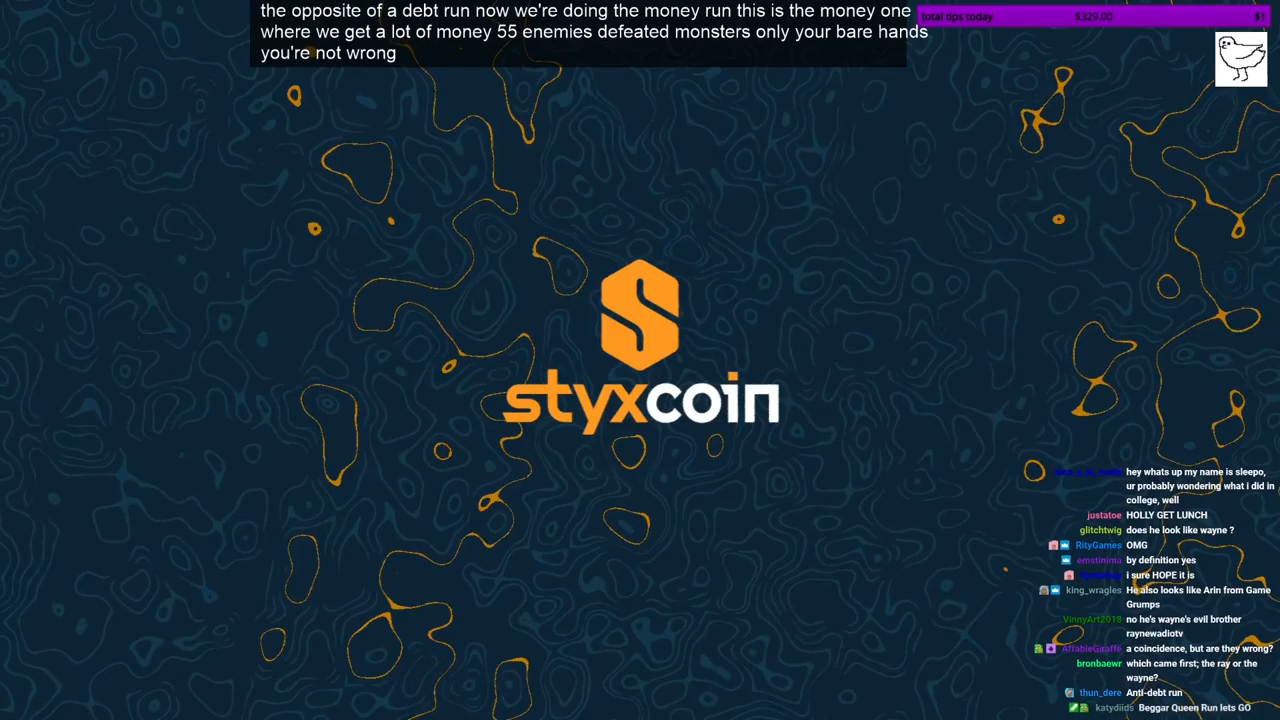 the opposite of a debt run now we're doing the money run this is the money one
where we get a lot of money 55 enemies defeated monsters only your bare hands
you're not wrong
total tips today $329.00 $1
styxcoin
hey whats up my name is sleepo,
ur probably wondering what i did in
college, well
justatoe HOLLY GET LUNCH
glitchtwig does he look like wayne ?
RityGames OMG
emstinima by definition yes
i sure HOPE it is
king_wragles He also looks like Arin from Game
Grumps
VinnyArt2018 no he's wayne's evil brother
raynewadiotv
AffableGiraffe a coincidence, but are they wrong?
bronbaewr which came first; the ray or the
wayne?
thun_dere Anti-debt run
katydiids Beggar Queen Run lets GO